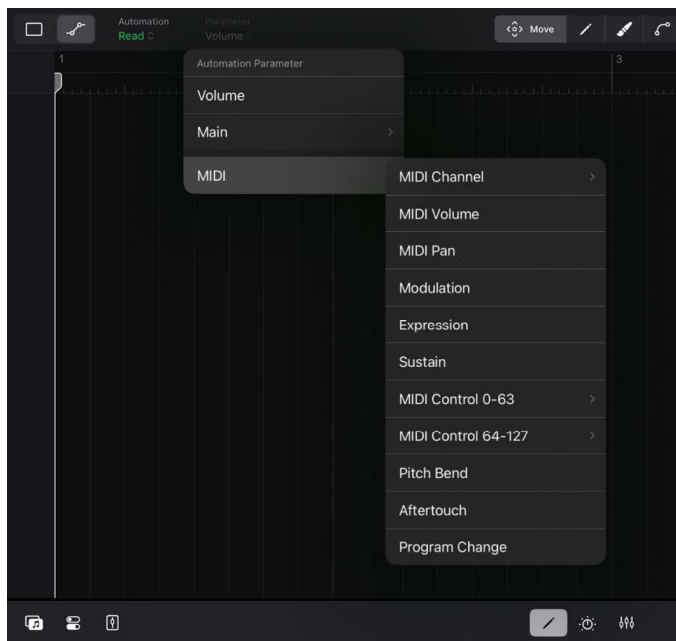 Automation
Read
Parameter
Volume
Move
1
3
Automation Parameter
Volume
Main
MIDI
MIDI Channel
MIDI Volume
MIDI Pan
Modulation
Expression
Sustain
MIDI Control 0-63
MIDI Control 64-127
Pitch Bend
Aftertouch
Program Change